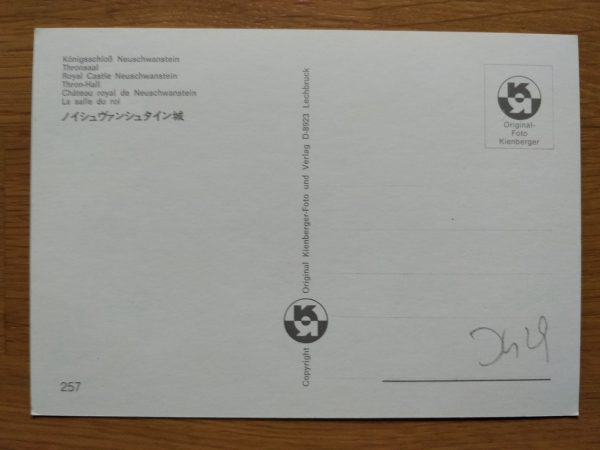 Königsschloß Neuschwanstein
Thronsaal
Royal Castle Neuschwanstein
Thron-Hall
Château royal de Neuschwanstein
La salle du roi
ノイシュヴァンシュタイン城
257
Copyright Original Kienberger-Foto und Verlag D-8923 Lechbruck
Original-
Foto
Kienberger